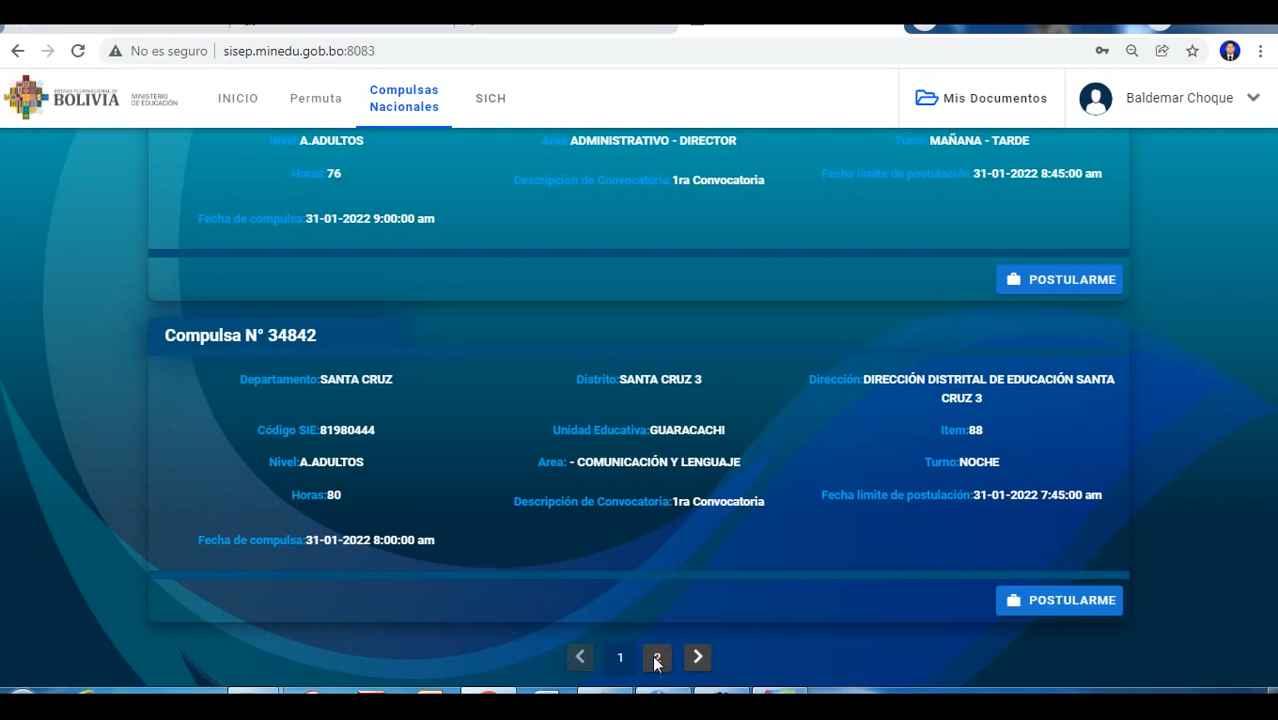 No es seguro sisep.minedu.gob.bo:8083
ESTADO PLURINACIONAL DE
BOLIVIA
MINISTERIO
DE EDUCACIÓN
INICIO
Permuta
Compulsas
Nacionales
SICH
Mis Documentos
Baldemar Choque
Nivel:A.ADULTOS
Area:ADMINISTRATIVO - DIRECTOR
Turno:MAÑANA - TARDE
Horas:76
Descripción de Convocatoria:1ra Convocatoria
Fecha limite de postulación:31-01-2022 8:45:00 am
Fecha de compulsa:31-01-2022 9:00:00 am
POSTULARME
Compulsa N° 34842
Departamento:SANTA CRUZ
Distrito:SANTA CRUZ 3
Dirección:DIRECCIÓN DISTRITAL DE EDUCACIÓN SANTA
CRUZ 3
Código SIE:81980444
Unidad Educativa:GUARACACHI
Item:88
Nivel:A.ADULTOS
Area: - COMUNICACIÓN Y LENGUAJE
Turno:NOCHE
Horas:80
Descripción de Convocatoria:1ra Convocatoria
Fecha limite de postulación:31-01-2022 7:45:00 am
Fecha de compulsa:31-01-2022 8:00:00 am
POSTULARME
1 2